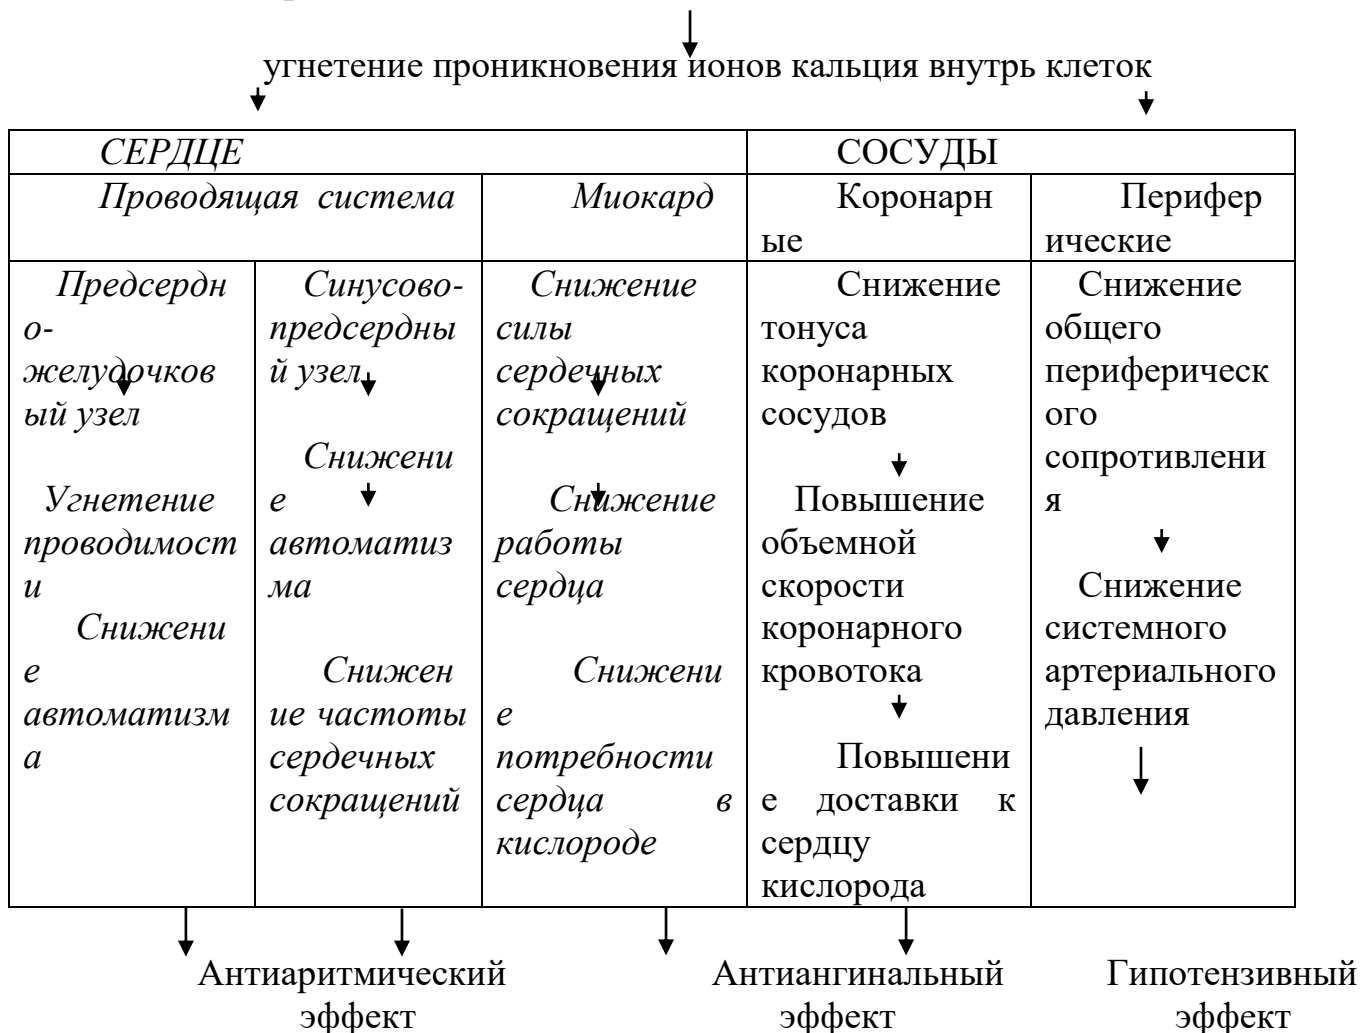 угнетение проникновения ионов кальция внутрь клеток
СЕРДЦЕ
СОСУДЫ
Проводящая система
Миокард
Коронарн
ые
Перифер
ические
Предсердн
о-
желудочков
ый узел
Угнетение
проводимост
и
Снижени
е
автоматизм
а
Синусово-
предсердны
й узел
Снижени
е
автоматиз
ма
Снижен
ие частоты
сердечных
сокращений
Снижение
силы
сердечных
сокращений
Снижение
работы
сердца
Снижени
е
потребности
сердца в
кислороде
Снижение
тонуса
коронарных
сосудов
Повышение
объемной
скорости
коронарного
кровотока
Повышени
е доставки к
сердцу
кислорода
Снижение
общего
периферическ
ого
сопротивлени
я
Снижение
системного
артериального
давления
Антиаритмический
эффект
Антиангинальный
эффект
Гипотензивный
эффект